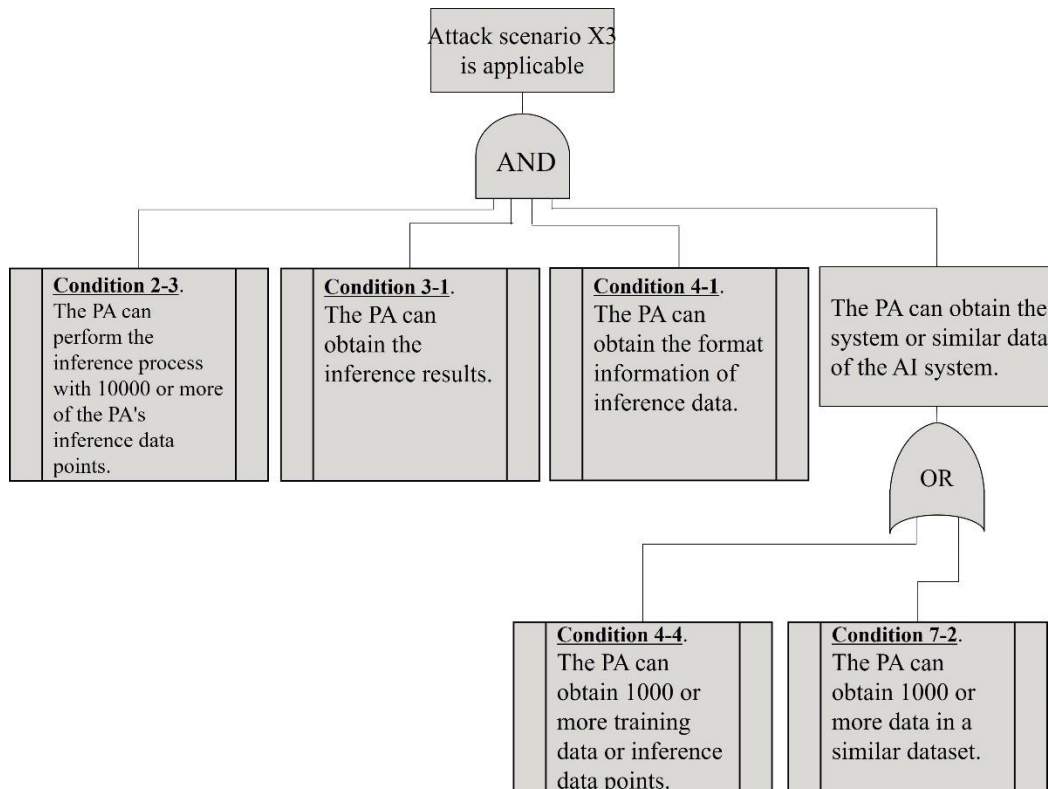 Attack scenario X3
is applicable
AND
Condition 2-3.
The PA can
perform the
inference process
with 10000 or more
of the PA's
inference data
points.
Condition 3-1.
The PA can
obtain the
inference results.
Condition 4-1.
The PA can
obtain the format
information of
inference data.
The PA can obtain the
system or similar data
of the AI system.
OR
Condition 4-4.
The PA can
obtain 1000 or
more training
data or inference
data points.
Condition 7-2.
The PA can
obtain 1000 or
more data in a
similar dataset.